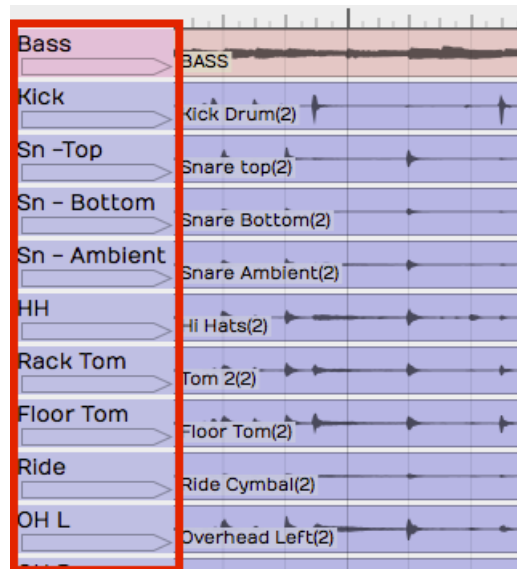 Bass
BASS
Kick
Kick Drum(2)
Sn -Top
Snare top(2)
Sn - Bottom
Snare Bottom(2)
Sn - Ambient
Snare Ambient(2)
HH
Hi Hats(2)
Rack Tom
Tom 2(2)
Floor Tom
Floor Tom(2)
Ride
Ride Cymbal(2)
OH L
Overhead Left(2)